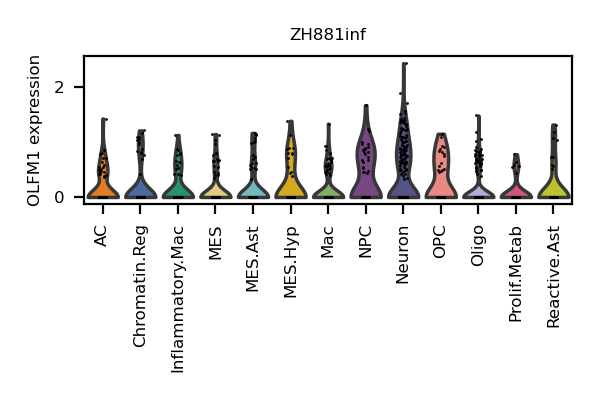 ZH881inf
OLFM1 expression
2
0
AC
Chromatin.Reg
Inflammatory.Mac
MES
MES.Ast
MES.Hyp
Mac
NPC
Neuron
OPC
Oligo
Prolif.Metab
Reactive.Ast